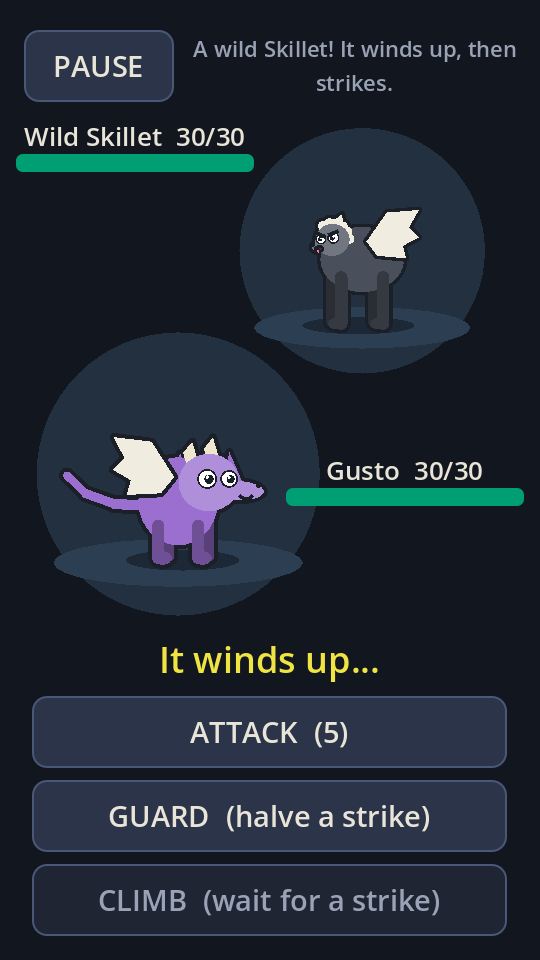 PAUSE
A wild Skillet! It winds up, then
strikes.
Wild Skillet 30/30
Gusto 30/30
It winds up...
ATTACK (5)
GUARD (halve a strike)
CLIMB (wait for a strike)